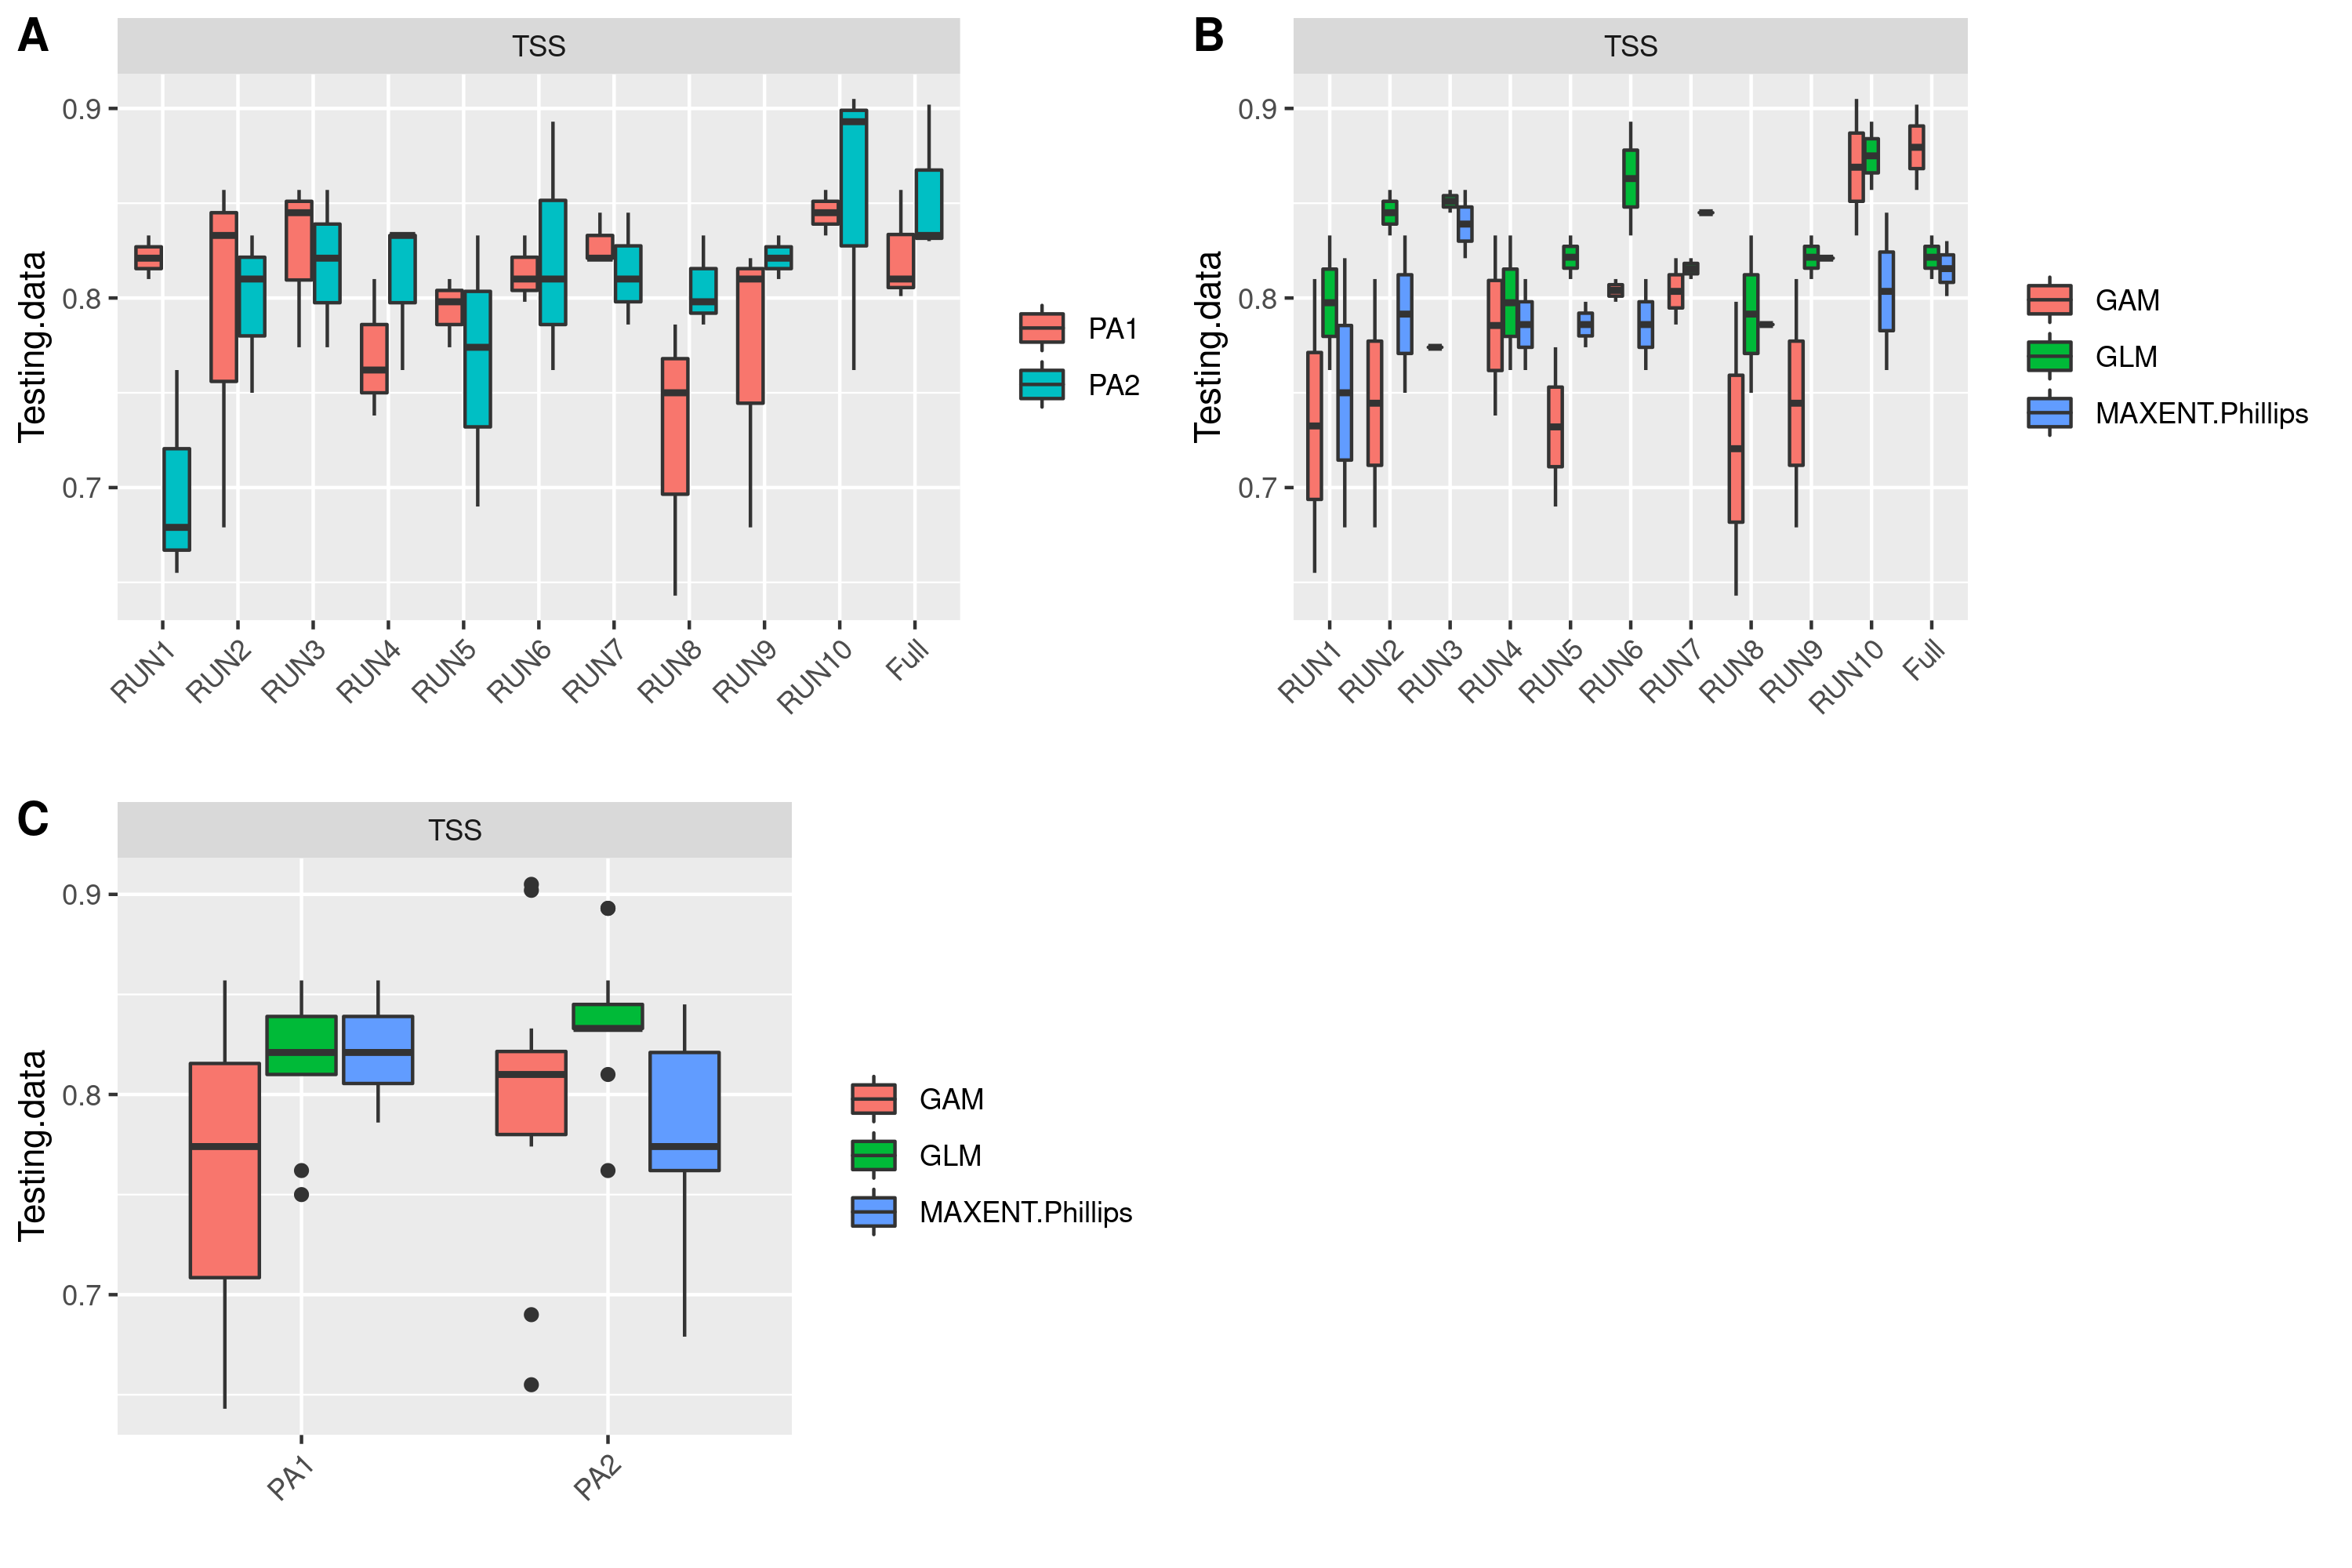 A
TSS
Testing.data
0.9
0.8
0.7
RUN1
RUN2
RUN3
RUN4
RUN5
RUN6
RUN7
RUN8
RUN9
RUN10
Full
PA1
PA2
B
TSS
Testing.data
0.9
0.8
0.7
RUN1
RUN2
RUN3
RUN4
RUN5
RUN6
RUN7
RUN8
RUN9
RUN10
Full
GAM
GLM
MAXENT.Phillips
C
TSS
Testing.data
0.9
0.8
0.7
PA1
PA2
GAM
GLM
MAXENT.Phillips